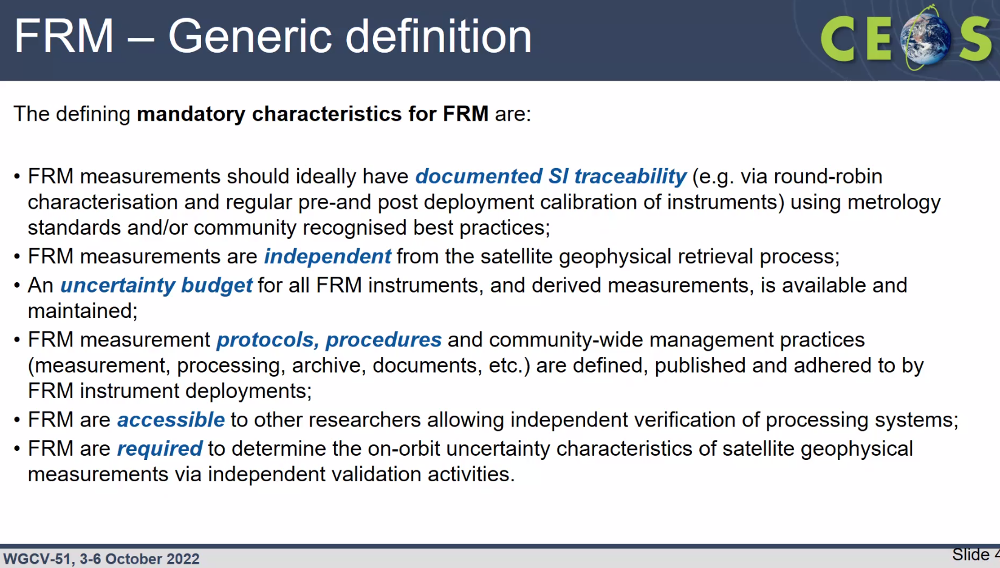 FRM – Generic definition
CEOS
The defining mandatory characteristics for FRM are:
• FRM measurements should ideally have documented SI traceability (e.g. via round-robin
characterisation and regular pre-and post deployment calibration of instruments) using metrology
standards and/or community recognised best practices;
• FRM measurements are independent from the satellite geophysical retrieval process;
• An uncertainty budget for all FRM instruments, and derived measurements, is available and
maintained;
• FRM measurement protocols, procedures and community-wide management practices
(measurement, processing, archive, documents, etc.) are defined, published and adhered to by
FRM instrument deployments;
• FRM are accessible to other researchers allowing independent verification of processing systems;
• FRM are required to determine the on-orbit uncertainty characteristics of satellite geophysical
measurements via independent validation activities.
WGCV-51, 3-6 October 2022
Slide 4